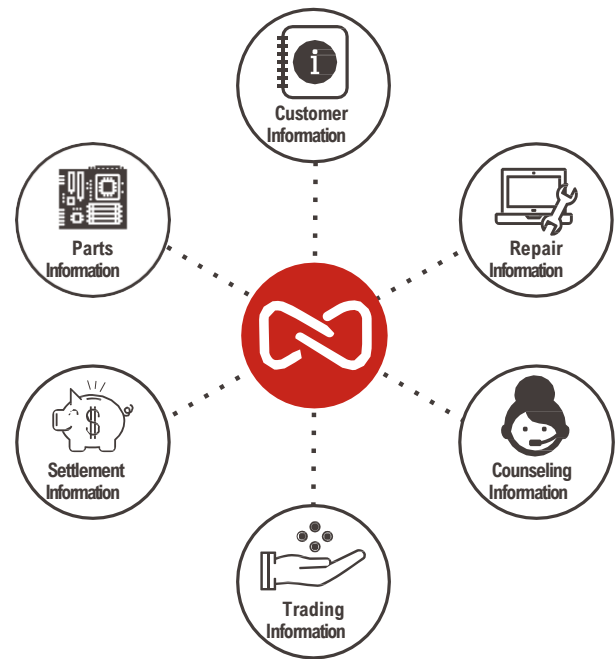 i
Customer
Information
Parts
Information
Repair
Information
$
Settlement
Information
Counseling
Information
Trading
Information